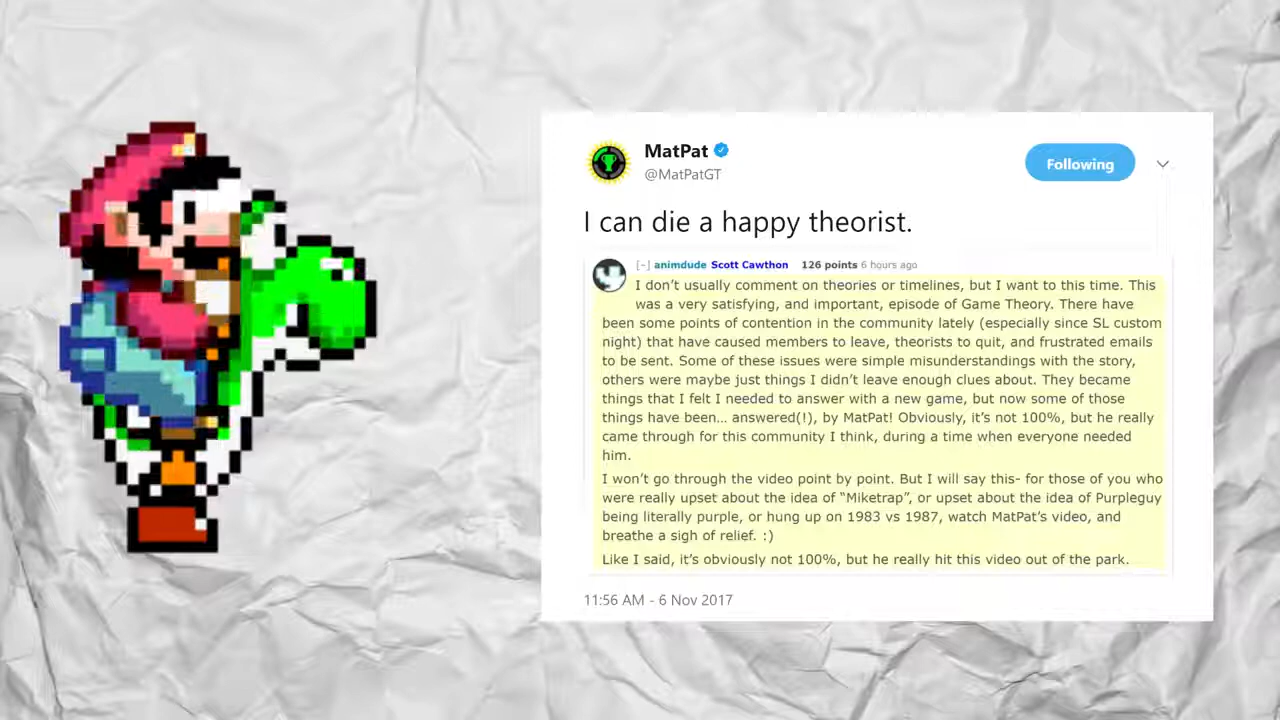 MatPat
@MatPatGT
Following
I can die a happy theorist.
[-] animdude Scott Cawthon 126 points 6 hours ago
I don't usually comment on theories or timelines, but I want to this time. This
was a very satisfying, and important, episode of Game Theory. There have
been some points of contention in the community lately (especially since SL custom
night) that have caused members to leave, theorists to quit, and frustrated emails
to be sent. Some of these issues were simple misunderstandings with the story,
others were maybe just things I didn't leave enough clues about. They became
things that I felt I needed to answer with a new game, but now some of those
things have been... answered(!), by MatPat! Obviously, it's not 100%, but he really
came through for this community I think, during a time when everyone needed
him.
I won't go through the video point by point. But I will say this- for those of you who
were really upset about the idea of "Miketrap", or upset about the idea of Purpleguy
being literally purple, or hung up on 1983 vs 1987, watch MatPat's video, and
breathe a sigh of relief. :)
Like I said, it's obviously not 100%, but he really hit this video out of the park.
11:56 AM - 6 Nov 2017